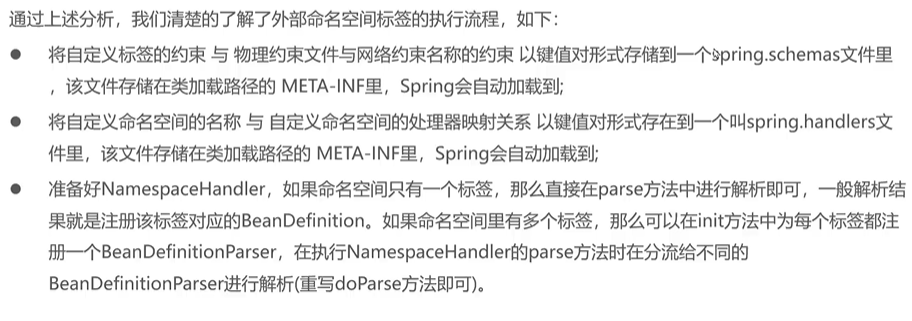 通过上述分析，我们清楚的了解了外部命名空间标签的执行流程，如下：
● 将自定义标签的约束 与 物理约束文件与网络约束名称的约束 以键值对形式存储到一个spring.schemas文件里
，该文件存储在类加载路径的 META-INF里，Spring会自动加载到;
● 将自定义命名空间的名称 与 自定义命名空间的处理器映射关系 以键值对形式存在到一个叫spring.handlers文
件里，该文件存储在类加载路径的 META-INF里，Spring会自动加载到;
● 准备好NamespaceHandler，如果命名空间只有一个标签，那么直接在parse方法中进行解析即可，一般解析结
果就是注册该标签对应的BeanDefinition。如果命名空间里有多个标签，那么可以在init方法中为每个标签都注
册一个BeanDefinitionParser，在执行NamespaceHandler的parse方法时在分流给不同的
BeanDefinitionParser进行解析(重写doParse方法即可)。